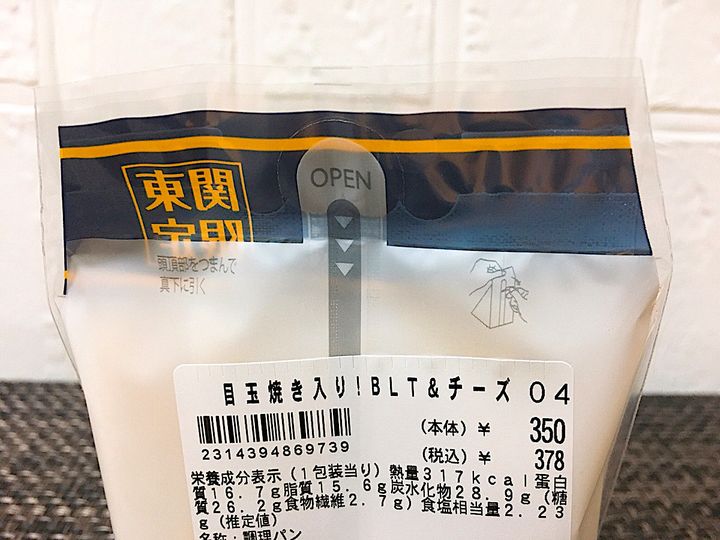 OPEN
関東
関定
頭頂部をつまんで
真下に引く
目玉焼き入り!BLT&チーズ 04
(本体)¥ 350
2314394869739
(税込)¥ 378
栄養成分表示(1包装当り)熱量317kcal蛋白
質16.7g脂質15.6g炭水化物28.9g(糖
質26.2g食物繊維2.7g)食塩相当量2.23
g(推定値)
名称:調理パン